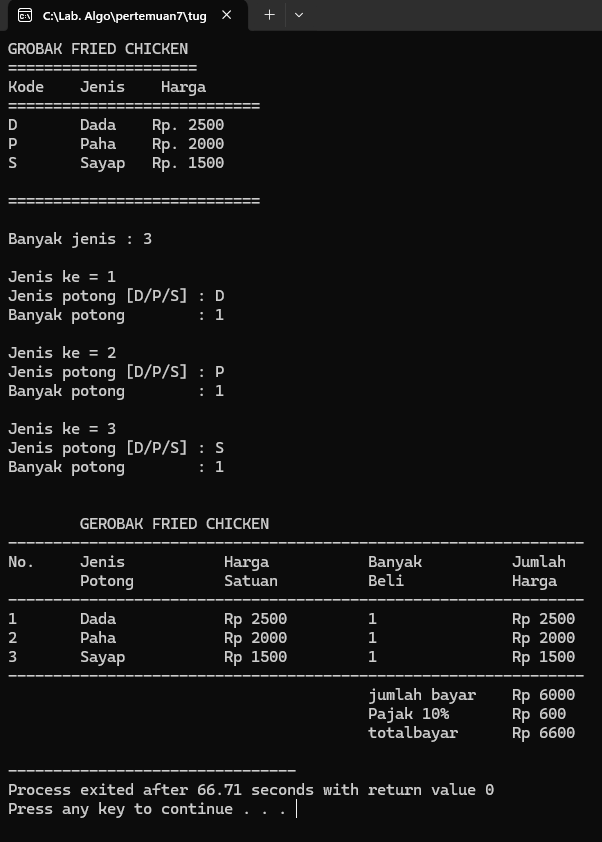 C:\Lab. Algo\pertemuan7\tug
GROBAK FRIED CHICKEN
=====================
Kode    Jenis    Harga
============================
D       Dada    Rp. 2500
P       Paha    Rp. 2000
S       Sayap   Rp. 1500
============================
Banyak jenis : 3
Jenis ke = 1
Jenis potong [D/P/S] : D
Banyak potong        : 1
Jenis ke = 2
Jenis potong [D/P/S] : P
Banyak potong        : 1
Jenis ke = 3
Jenis potong [D/P/S] : S
Banyak potong        : 1
        GEROBAK FRIED CHICKEN
----------------------------------------------------------------
No.     Jenis           Harga           Banyak          Jumlah
        Potong          Satuan          Beli            Harga
----------------------------------------------------------------
1       Dada            Rp 2500         1               Rp 2500
2       Paha            Rp 2000         1               Rp 2000
3       Sayap           Rp 1500         1               Rp 1500
----------------------------------------------------------------
                                        jumlah bayar    Rp 6000
                                        Pajak 10%       Rp 600
                                        totalbayar      Rp 6600
--------------------------------
Process exited after 66.71 seconds with return value 0
Press any key to continue . . .